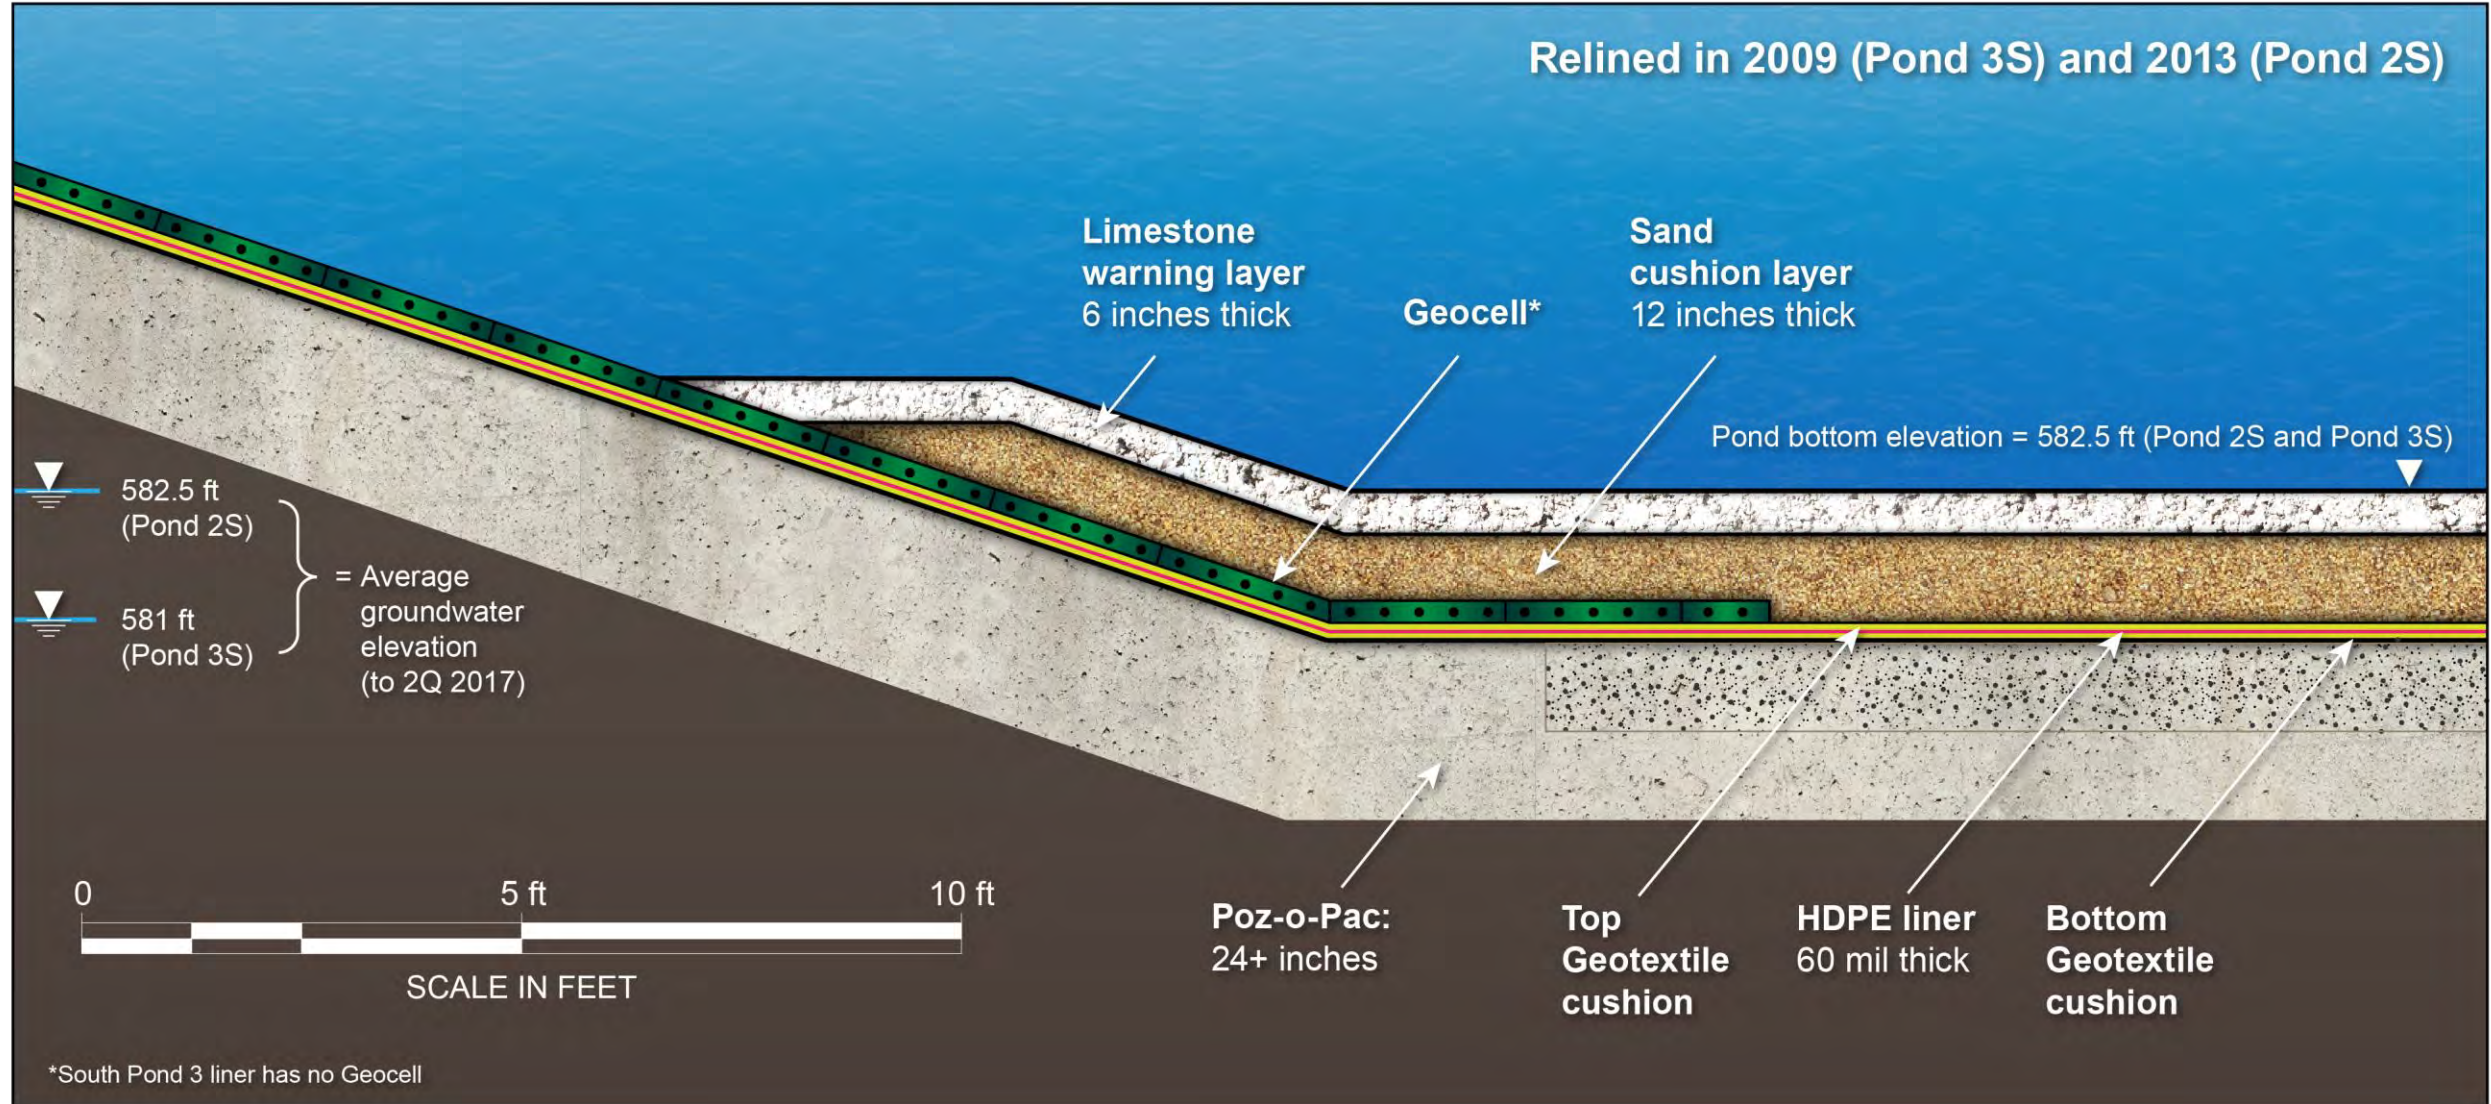 Relined in 2009 (Pond 3S) and 2013 (Pond 2S)
Limestone
warning layer
6 inches thick
Geocell*
Sand
cushion layer
12 inches thick
Pond bottom elevation = 582.5 ft (Pond 2S and Pond 3S)
582.5 ft
(Pond 2S)
581 ft
(Pond 3S)
= Average
groundwater
elevation
(to 2Q 2017)
0 5 ft 10 ft
SCALE IN FEET
Poz-o-Pac:
24+ inches
Top
Geotextile
cushion
HDPE liner
60 mil thick
Bottom
Geotextile
cushion
*South Pond 3 liner has no Geocell